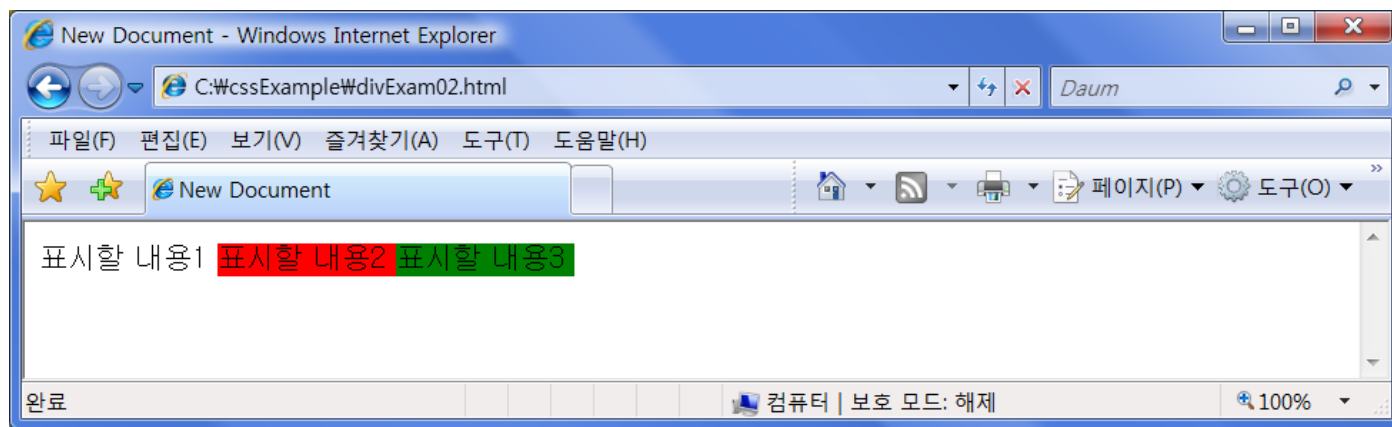 New Document - Windows Internet Explorer
C:₩cssExample₩divExam02.html
Daum
파일(F) 편집(E) 보기(V) 즐겨찾기(A) 도구(T) 도움말(H)
New Document
페이지(P) 도구(O)
표시할 내용1 표시할 내용2 표시할 내용3
완료
컴퓨터 | 보호 모드: 해제
100%